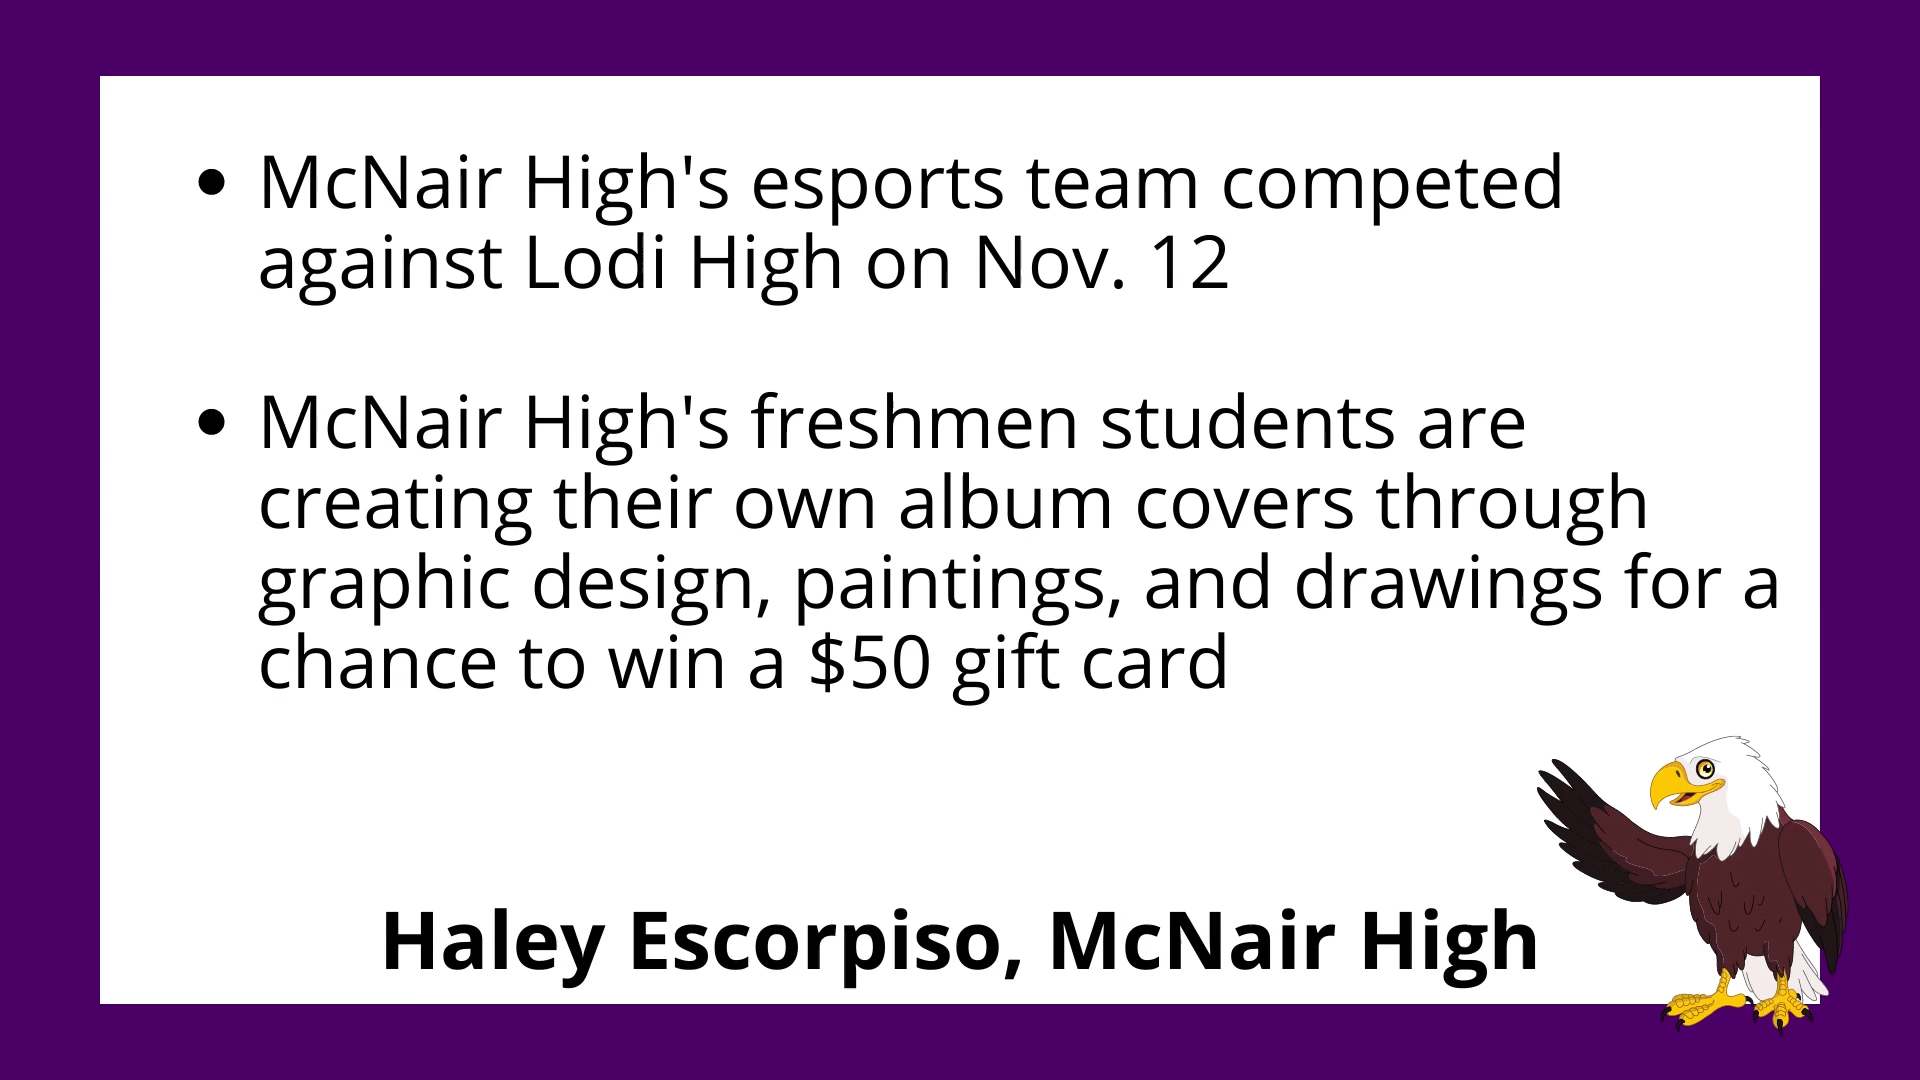 • McNair High's esports team competed
against Lodi High on Nov. 12
• McNair High's freshmen students are
creating their own album covers through
graphic design, paintings, and drawings for a
chance to win a $50 gift card
Haley Escorpiso, McNair High